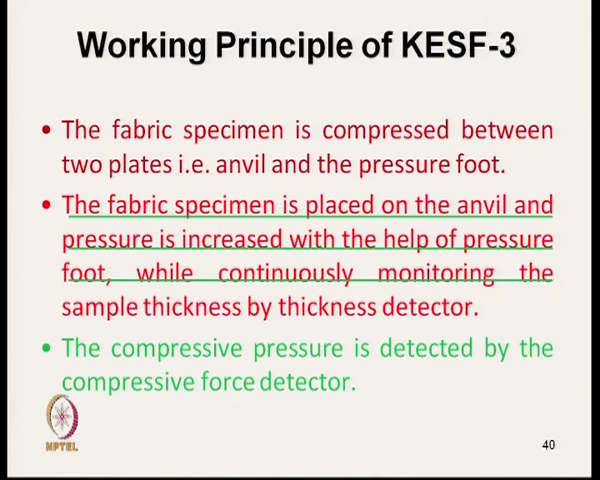 Working Principle of KESF-3
• The fabric specimen is compressed between
two plates i.e. anvil and the pressure foot.
• The fabric specimen is placed on the anvil and
pressure is increased with the help of pressure
foot, while continuously monitoring the
sample thickness by thickness detector.
• The compressive pressure is detected by the
compressive force detector.
NPTEL
40